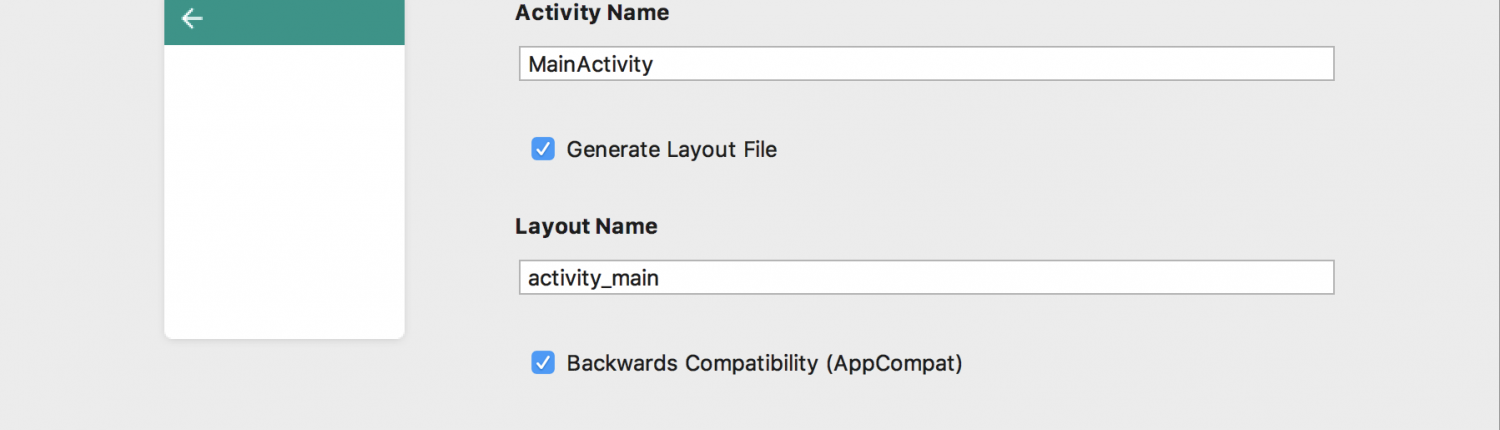 Activity Name
MainActivity
Generate Layout File
Layout Name
activity_main
Backwards Compatibility (AppCompat)